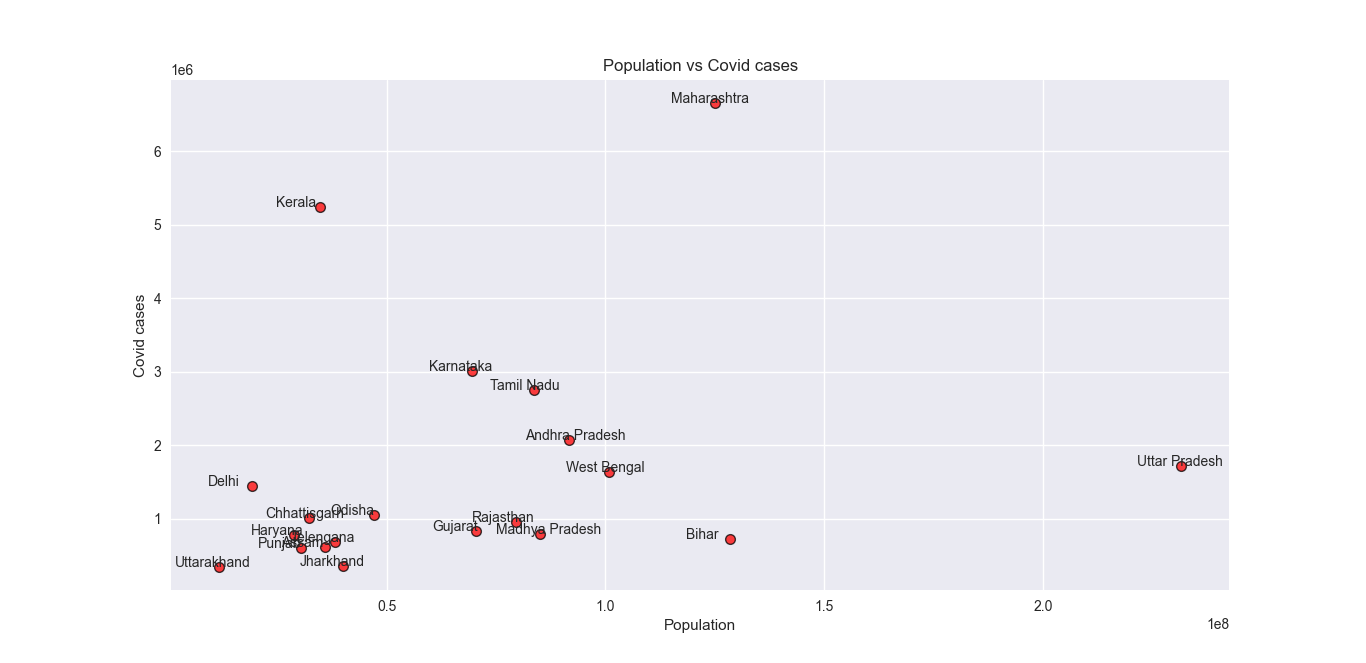 Population vs Covid cases
1e6
Maharashtra
6
Kerala
5
4
Covid cases
3
Karnataka
Tamil Nadu
2
Andhra Pradesh
West Bengal
Uttar Pradesh
Delhi
Odisha
Chhattisgarh
1
Rajasthan
Gujarat
Madhya Pradesh
Haryana
Bihar
Telengana
Punjab
Assam
Jharkhand
Uttarakhand
0.5
1.0
1.5
2.0
Population
1e8